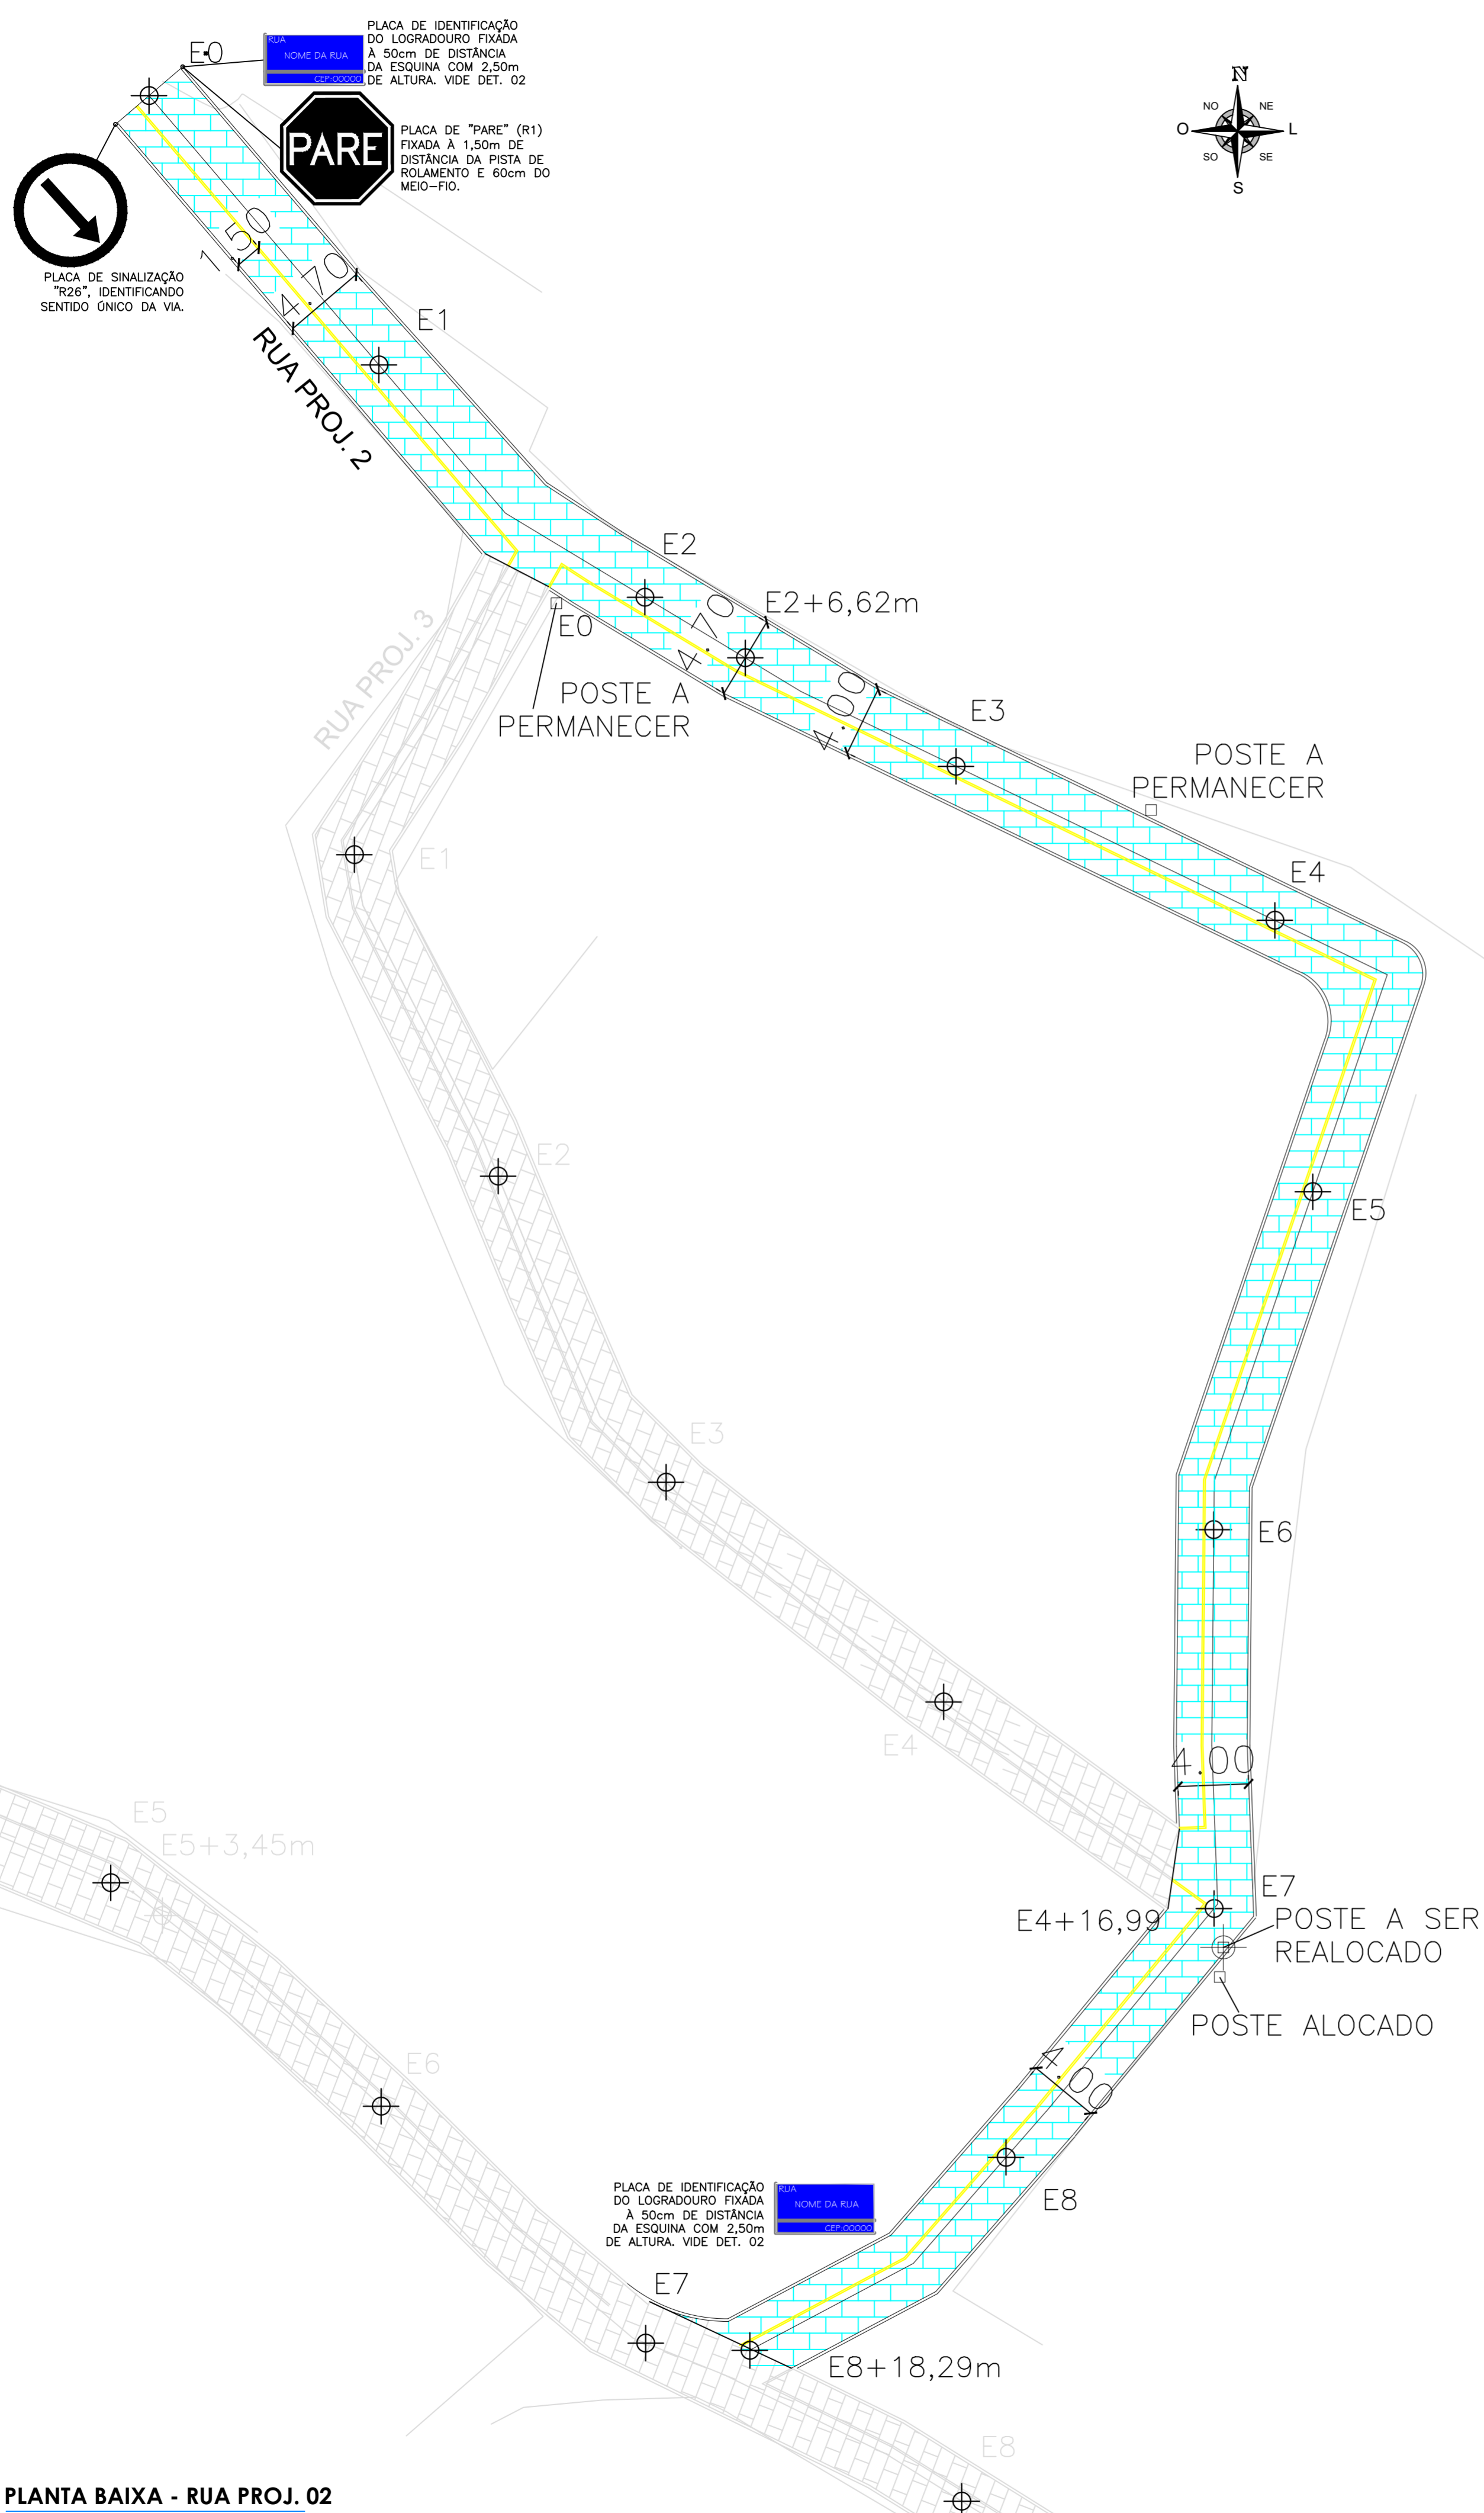 E0
RUA
NOME DA RUA
CEP:00000
PLACA DE IDENTIFICAÇÃO
DO LOGRADOURO FIXADA
À 50cm DE DISTÂNCIA
DA ESQUINA COM 2,50m
DE ALTURA. VIDE DET. 02
N
NO
NE
O
L
SO
SE
S
PARE
PLACA DE "PARE" (R1)
FIXADA À 1,50m DE
DISTÂNCIA DA PISTA DE
ROLAMENTO E 60cm DO
MEIO-FIO.
PLACA DE SINALIZAÇÃO
"R26", IDENTIFICANDO
SENTIDO ÚNICO DA VIA.
1.50
4.70
E1
RUA PROJ. 2
E2
E2+6,62m
4.70
E0
POSTE A
PERMANECER
4.00
E3
POSTE A
PERMANECER
RUA PROJ. 3
E1
E4
E2
E5
E3
E6
E4
4.00
E5
E5+3,45m
E7
E4+16,99
POSTE A SER
REALOCADO
POSTE ALOCADO
E6
4.00
E8
PLACA DE IDENTIFICAÇÃO
DO LOGRADOURO FIXADA
À 50cm DE DISTÂNCIA
DA ESQUINA COM 2,50m
DE ALTURA. VIDE DET. 02
RUA
NOME DA RUA
CEP:00000
E7
E8+18,29m
E8
PLANTA BAIXA - RUA PROJ. 02